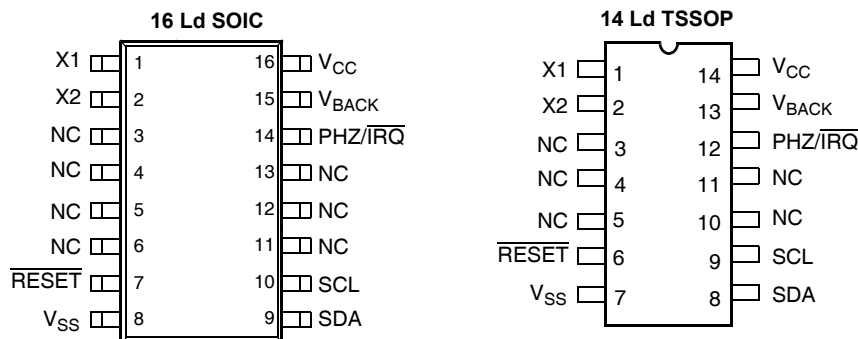 16 Ld SOIC
X1 1 16 VCC
X2 2 15 VBACK
NC 3 14 PHZ/IRQ
NC 4 13 NC
NC 5 12 NC
NC 6 11 NC
RESET 7 10 SCL
VSS 8 9 SDA
14 Ld TSSOP
X1 1 14 VCC
X2 2 13 VBACK
NC 3 12 PHZ/IRQ
NC 4 11 NC
NC 5 10 NC
RESET 6 9 SCL
VSS 7 8 SDA